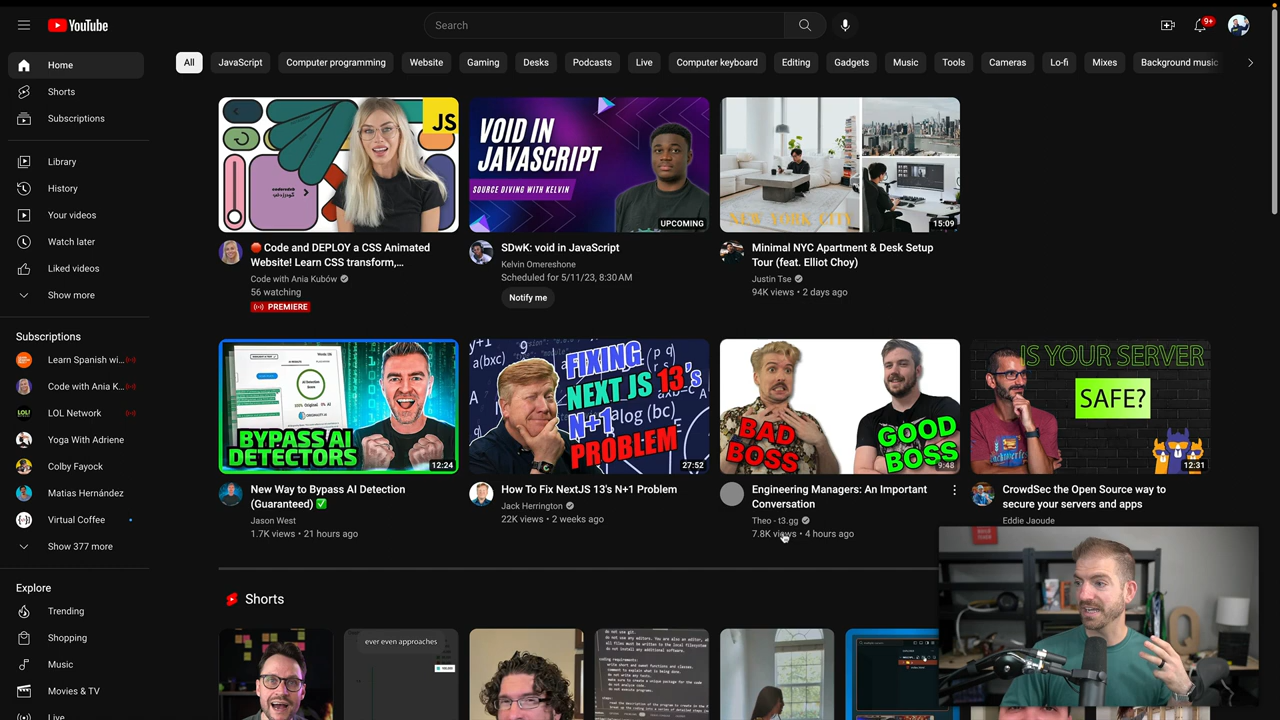 YouTube
Search
9+
Home
Shorts
Subscriptions
Library
History
Your videos
Watch later
Liked videos
Show more
Subscriptions
Learn Spanish wi...
Code with Ania K...
LOL
LOL Network
Yoga With Adriene
Colby Fayock
Matias Hernández
Virtual Coffee
Show 377 more
Explore
Trending
Shopping
Music
Movies & TV
Live
All
JavaScript
Computer programming
Website
Gaming
Desks
Podcasts
Live
Computer keyboard
Editing
Gadgets
Music
Tools
Cameras
Lo-fi
Mixes
Background music
JS
🔴 Code and DEPLOY a CSS Animated
Website! Learn CSS transform,...
Code with Ania Kubów
56 watching
PREMIERE
VOID IN
JAVASCRIPT
SOURCE DIVING WITH KELVIN
UPCOMING
SDwK: void in JavaScript
Kelvin Omereshone
Scheduled for 5/11/23, 8:30 AM
Notify me
NEW YORK CITY
15:09
Minimal NYC Apartment & Desk Setup
Tour (feat. Elliot Choy)
Justin Tse
94K views • 2 days ago
BYPASS AI
DETECTORS
12:24
New Way to Bypass AI Detection
(Guaranteed) ✅
Jason West
1.7K views • 21 hours ago
FIXING
NEXT JS 13's
N+1
PROBLEM
27:52
How To Fix NextJS 13's N+1 Problem
Jack Herrington
22K views • 2 weeks ago
BAD
BOSS
GOOD
BOSS
9:48
Engineering Managers: An Important
Conversation
Theo - t3.gg
7.8K views • 4 hours ago
IS YOUR SERVER
SAFE?
12:31
CrowdSec the Open Source way to
secure your servers and apps
Eddie Jaoude
Shorts
ever even approaches